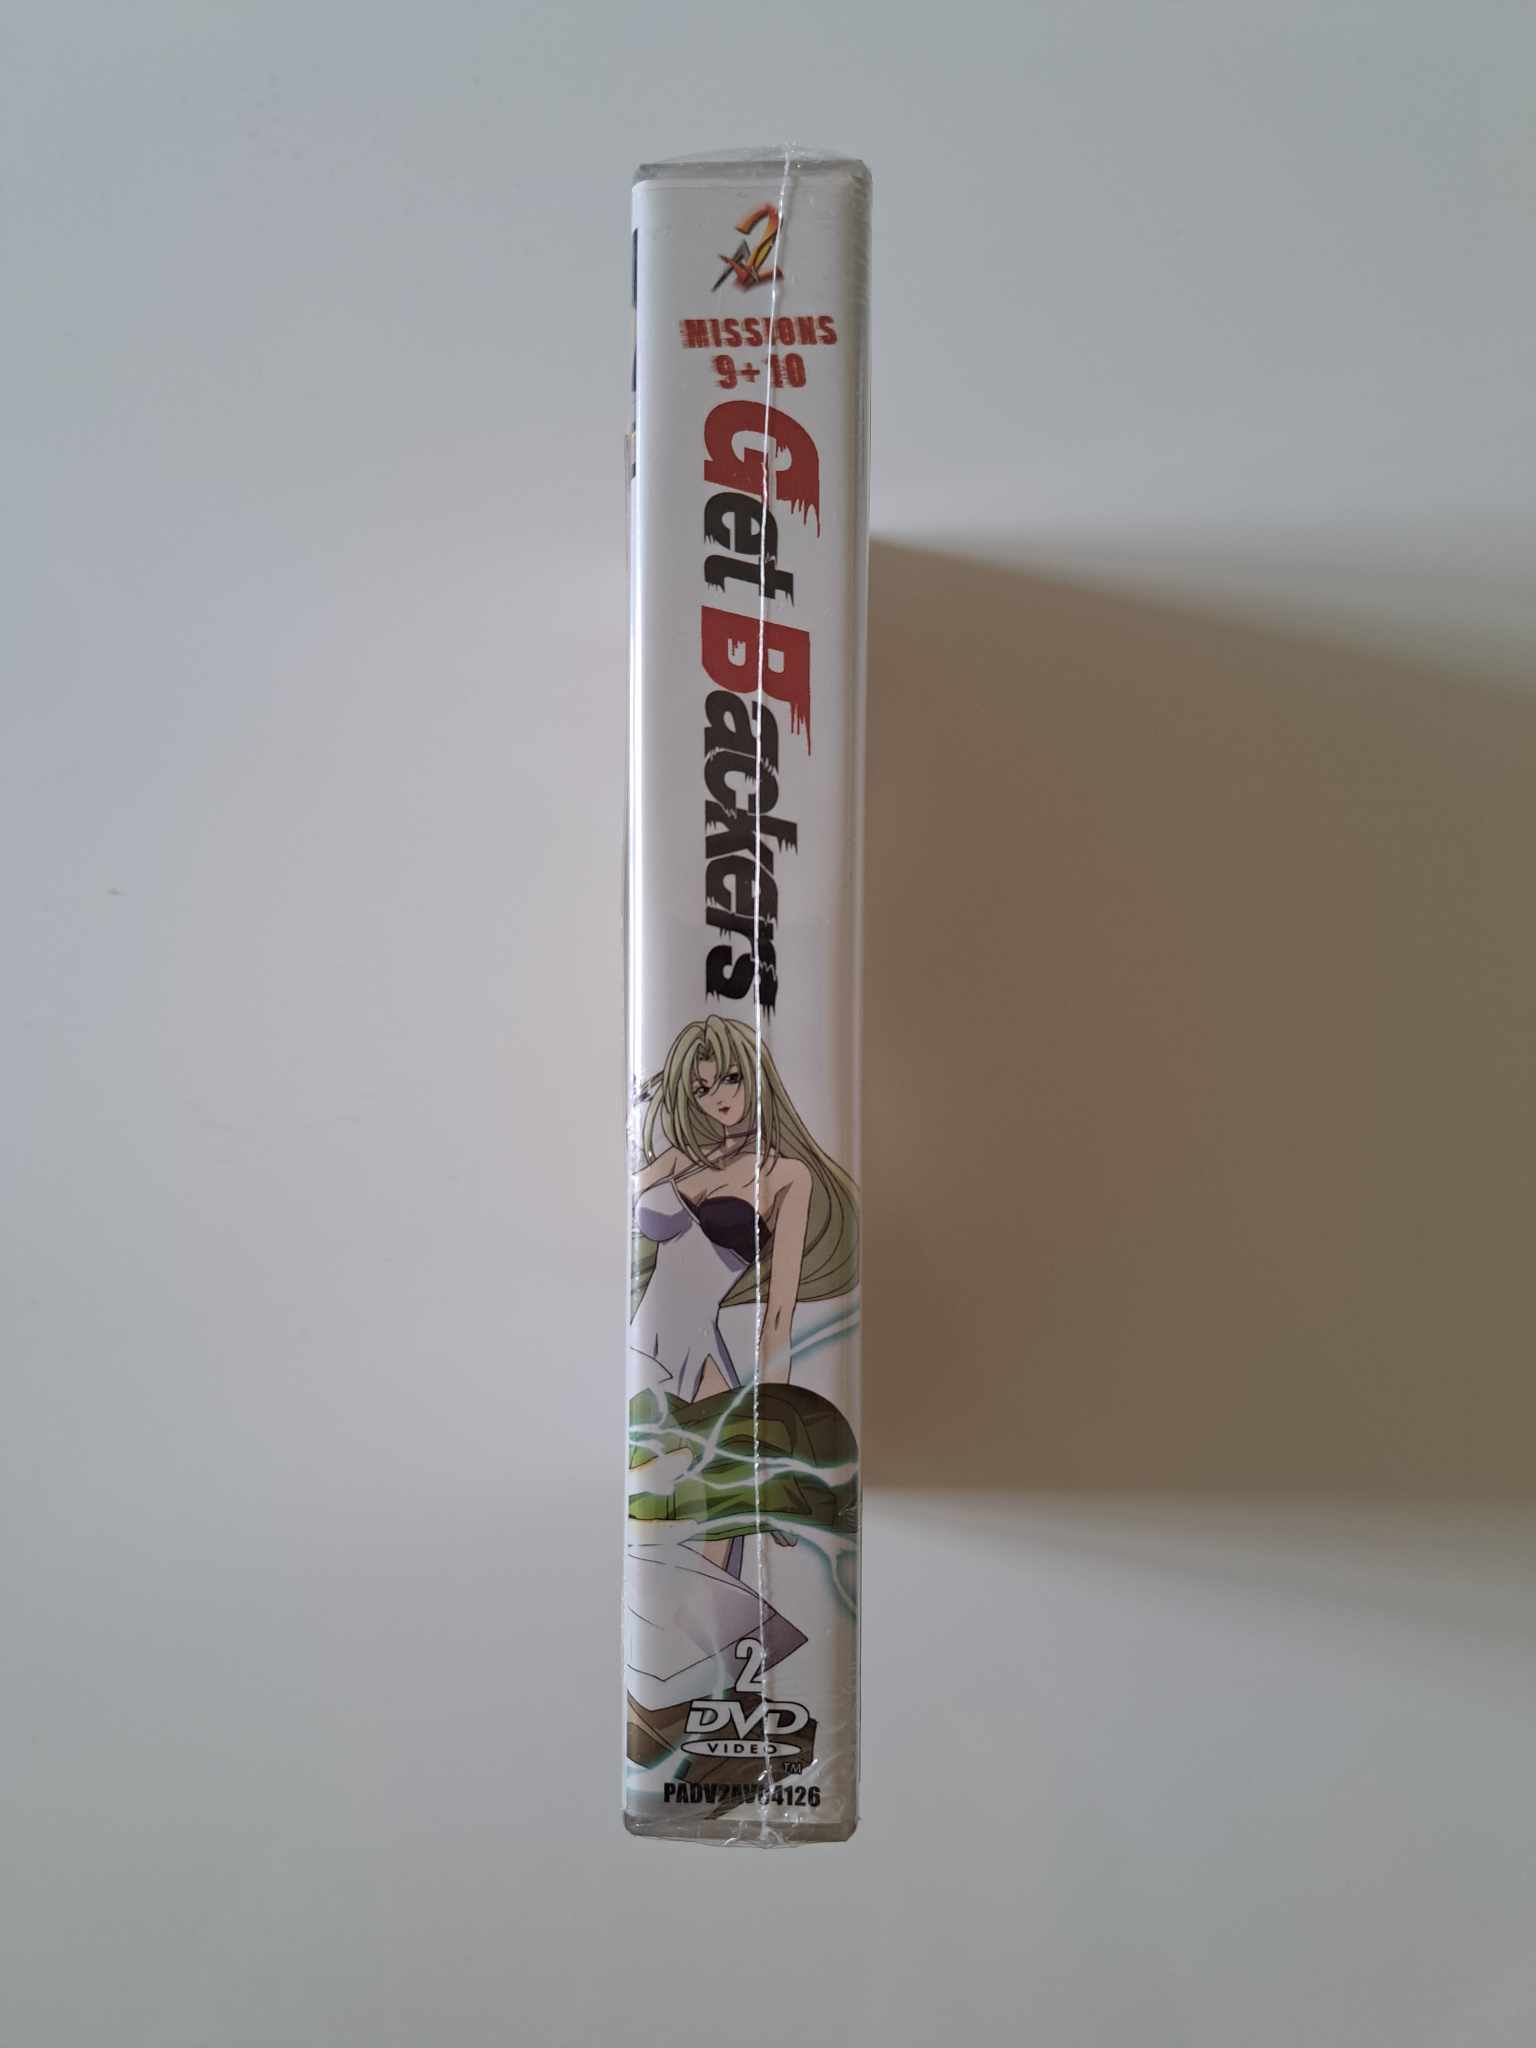 2
MISSIONS
9+10
Get Backers
2
DVD
VIDEO
TM
PADV2AV04126